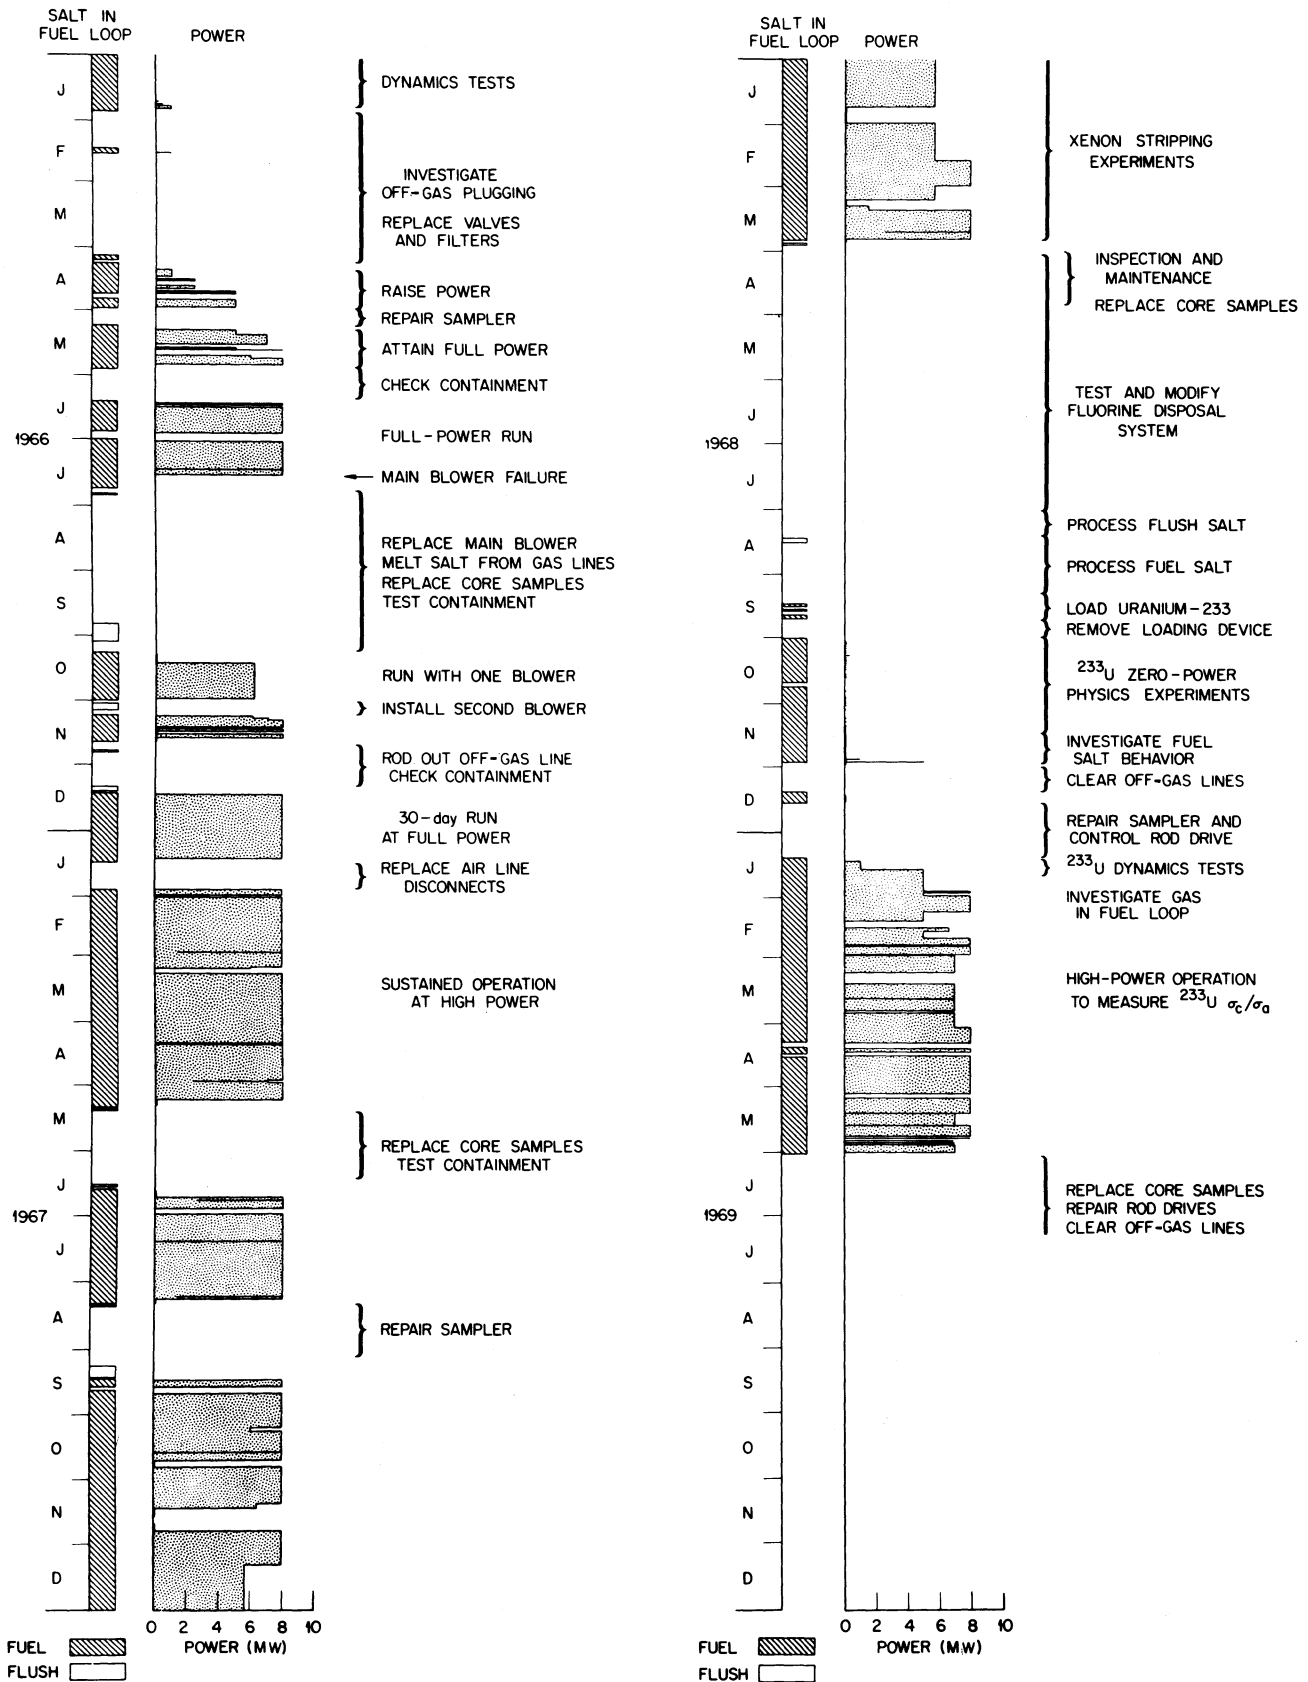 SALT IN
FUEL LOOP
POWER
J
F
M
A
M
J
1966
J
A
S
O
N
D
J
F
M
A
M
J
1967
J
A
S
O
N
D
DYNAMICS TESTS
INVESTIGATE
OFF-GAS PLUGGING
REPLACE VALVES
AND FILTERS
RAISE POWER
REPAIR SAMPLER
ATTAIN FULL POWER
CHECK CONTAINMENT
FULL-POWER RUN
MAIN BLOWER FAILURE
REPLACE MAIN BLOWER
MELT SALT FROM GAS LINES
REPLACE CORE SAMPLES
TEST CONTAINMENT
RUN WITH ONE BLOWER
INSTALL SECOND BLOWER
ROD OUT OFF-GAS LINE
CHECK CONTAINMENT
30-day RUN
AT FULL POWER
REPLACE AIR LINE
DISCONNECTS
SUSTAINED OPERATION
AT HIGH POWER
REPLACE CORE SAMPLES
TEST CONTAINMENT
REPAIR SAMPLER
0 2 4 6 8 10
POWER (MW)
FUEL
FLUSH
SALT IN
FUEL LOOP
POWER
J
F
M
A
M
J
1968
J
A
S
O
N
D
J
F
M
A
M
J
1969
J
A
S
O
N
D
XENON STRIPPING
EXPERIMENTS
INSPECTION AND
MAINTENANCE
REPLACE CORE SAMPLES
TEST AND MODIFY
FLUORINE DISPOSAL
SYSTEM
PROCESS FLUSH SALT
PROCESS FUEL SALT
LOAD URANIUM-233
REMOVE LOADING DEVICE
²³³U ZERO-POWER
PHYSICS EXPERIMENTS
INVESTIGATE FUEL
SALT BEHAVIOR
CLEAR OFF-GAS LINES
REPAIR SAMPLER AND
CONTROL ROD DRIVE
²³³U DYNAMICS TESTS
INVESTIGATE GAS
IN FUEL LOOP
HIGH-POWER OPERATION
TO MEASURE ²³³U σc/σa
REPLACE CORE SAMPLES
REPAIR ROD DRIVES
CLEAR OFF-GAS LINES
0 2 4 6 8 10
POWER (MW)
FUEL
FLUSH